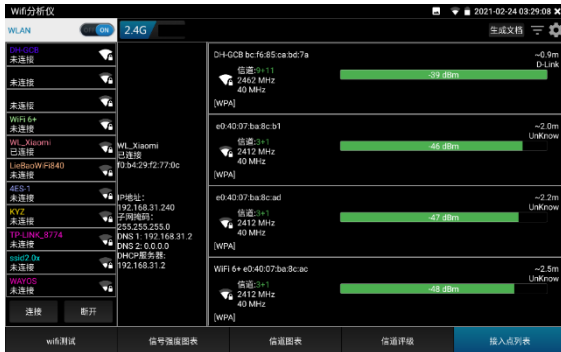 Wifi分析仪
2021-02-24 03:29:08
WLAN
ON
2.4G
生成文档
DH-GCB
未连接
未连接
未连接
WiFi 6+
未连接
WL_Xiaomi
已连接
LieBaoWiFi840
未连接
4ES-1
未连接
KYZ
未连接
TP-LINK_8774
未连接
ssid2.0x
未连接
WAYOS
未连接
连接
断开
WL_Xiaomi
已连接
f0:b4:29:f2:77:0c
IP地址:
192.168.31.240
子网掩码:
255.255.255.0
DNS 1: 192.168.31.2
DNS 2: 0.0.0.0
DHCP服务器:
192.168.31.2
DH-GCB bc:f6:85:ca:bd:7a
~0.9m
D-Link
信道:9+11
-39 dBm
2462 MHz
40 MHz
[WPA]
e0:40:07:ba:8c:b1
~2.0m
UnKnow
信道:3+1
-46 dBm
2412 MHz
40 MHz
[WPA]
e0:40:07:ba:8c:ad
~2.2m
UnKnow
信道:3+1
-47 dBm
2412 MHz
40 MHz
[WPA]
WiFi 6+ e0:40:07:ba:8c:ac
~2.5m
UnKnow
信道:3+1
-48 dBm
2412 MHz
40 MHz
[WPA]
wifi测试
信号强度图表
信道图表
信道评级
接入点列表